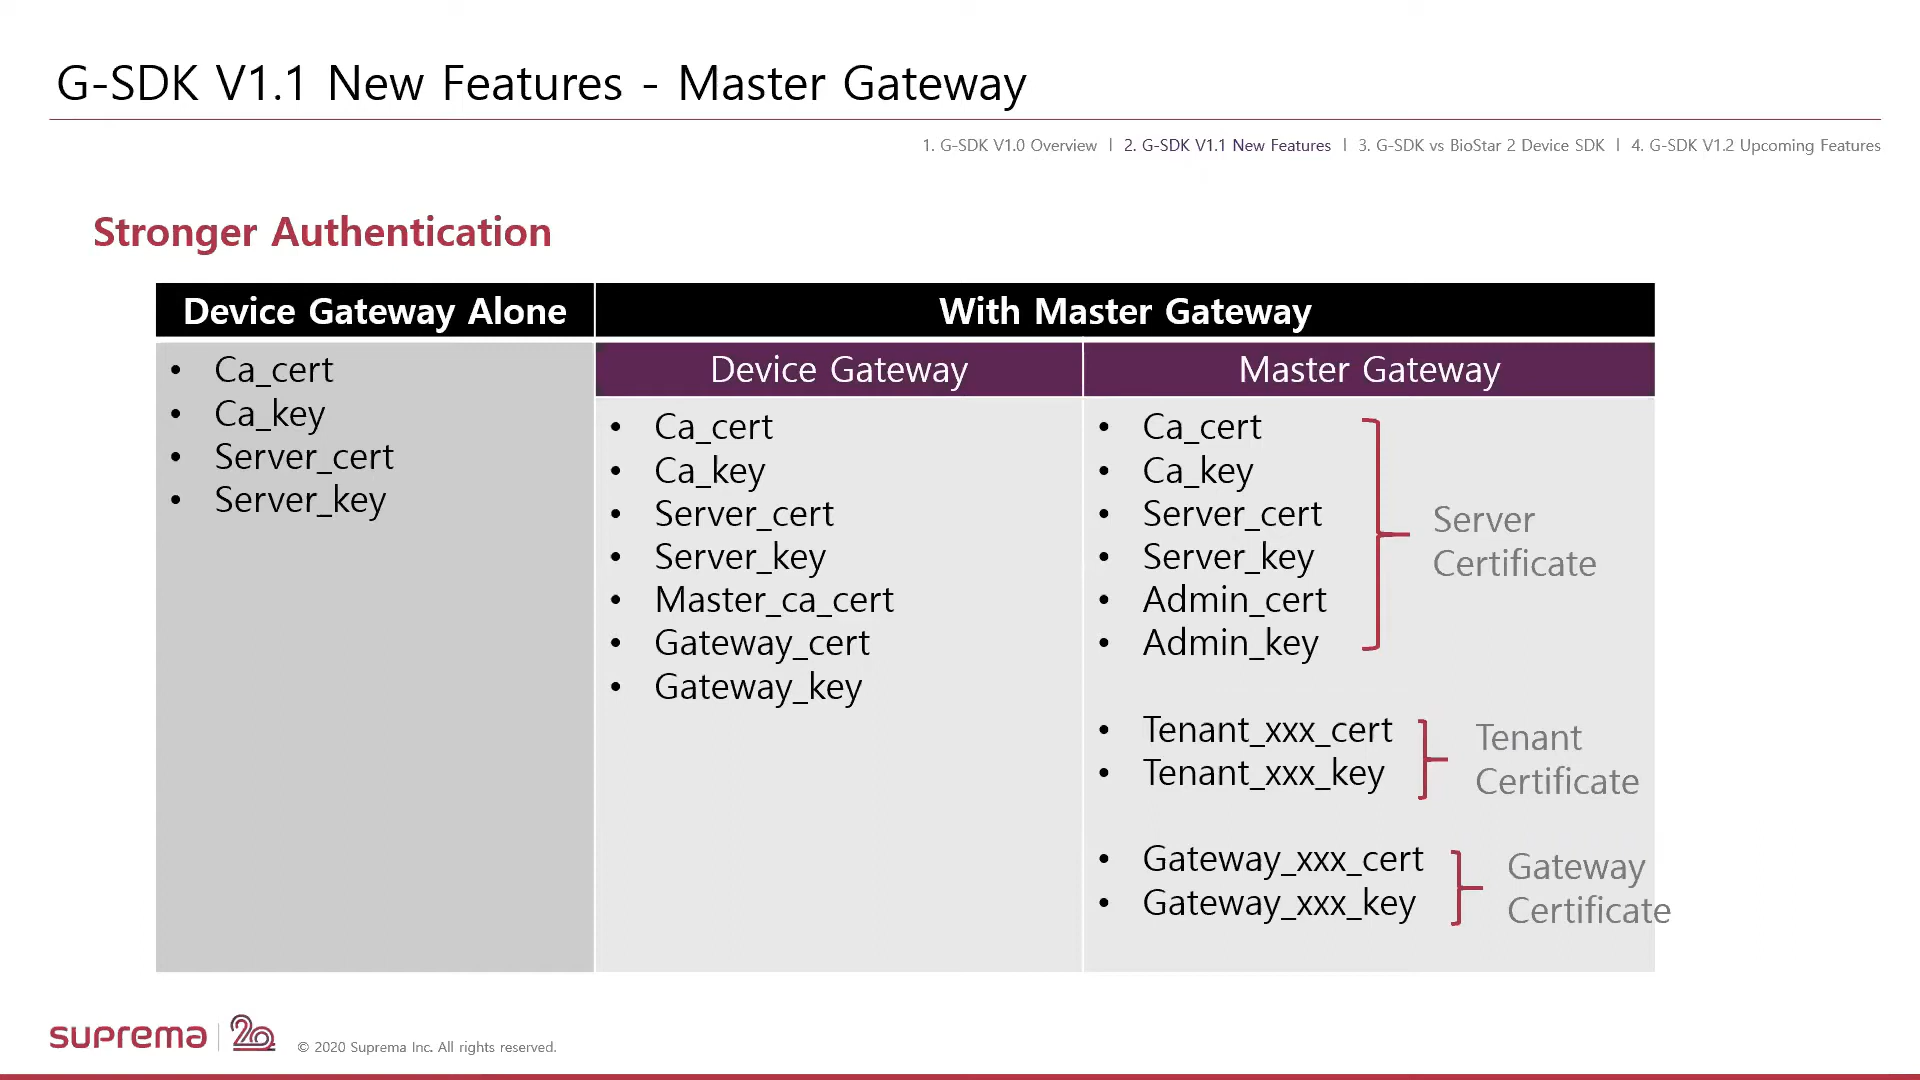 G-SDK V1.1 New Features - Master Gateway
1. G-SDK V1.0 Overview | 2. G-SDK V1.1 New Features | 3. G-SDK vs BioStar 2 Device SDK | 4. G-SDK V1.2 Upcoming Features
Stronger Authentication
Device Gateway Alone
With Master Gateway
• Ca_cert
• Ca_key
• Server_cert
• Server_key
Device Gateway
• Ca_cert
• Ca_key
• Server_cert
• Server_key
• Master_ca_cert
• Gateway_cert
• Gateway_key
Master Gateway
• Ca_cert
• Ca_key
• Server_cert
• Server_key
• Admin_cert
• Admin_key
Server
Certificate
• Tenant_xxx_cert
• Tenant_xxx_key
Tenant
Certificate
• Gateway_xxx_cert
• Gateway_xxx_key
Gateway
Certificate
suprema | 20
© 2020 Suprema Inc. All rights reserved.